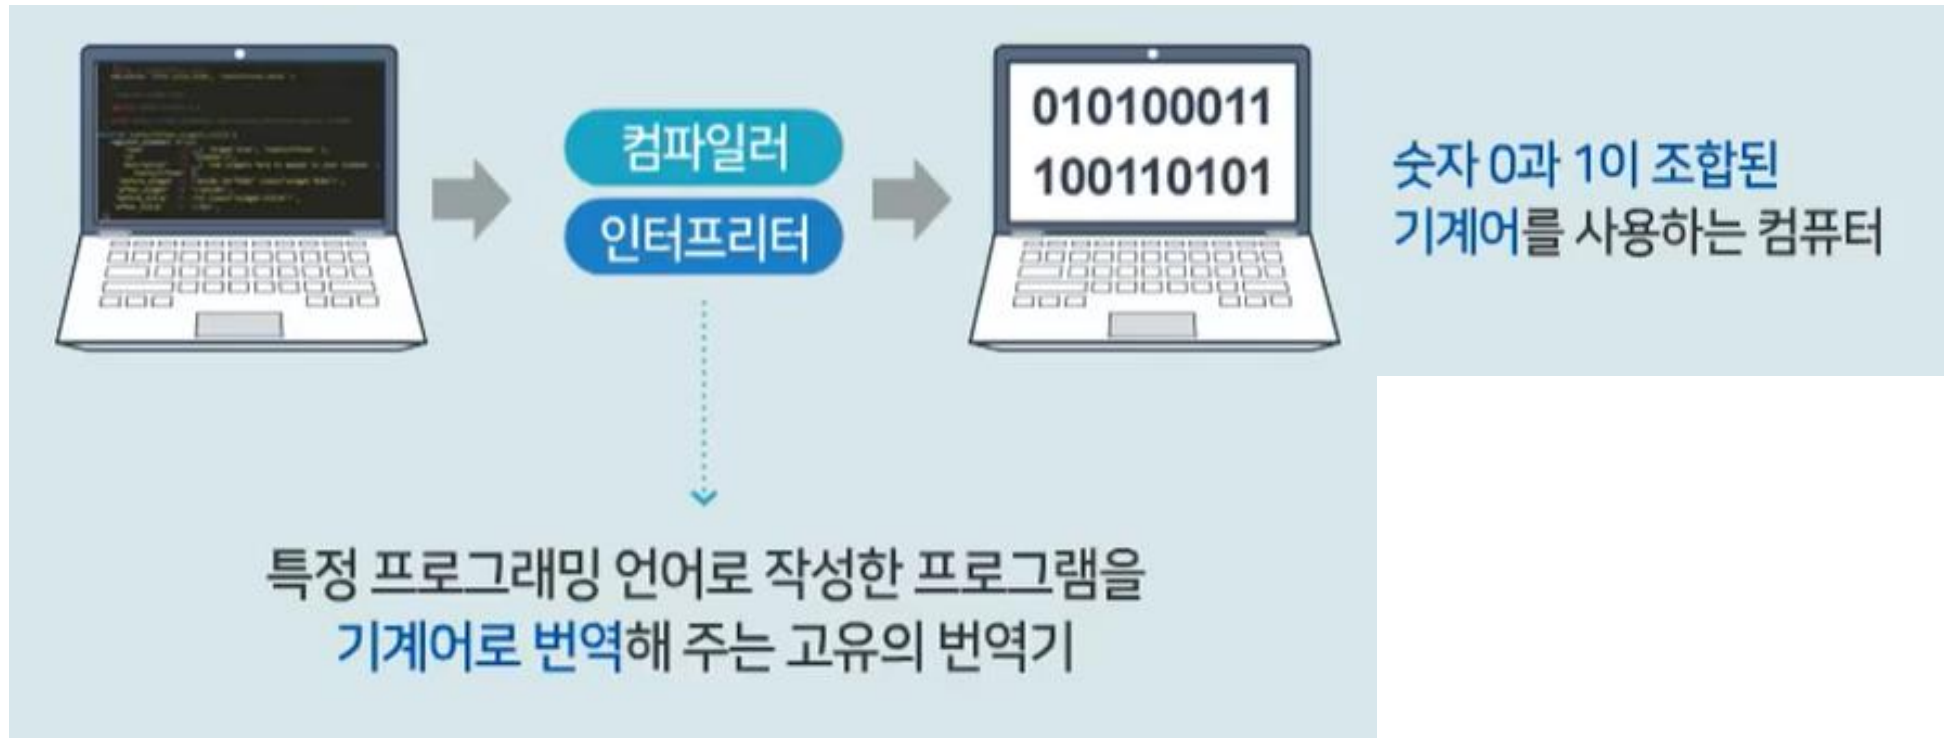 컴파일러
인터프리터
010100011
100110101
숫자 0과 1이 조합된
기계어를 사용하는 컴퓨터
특정 프로그래밍 언어로 작성한 프로그램을
기계어로 번역해 주는 고유의 번역기